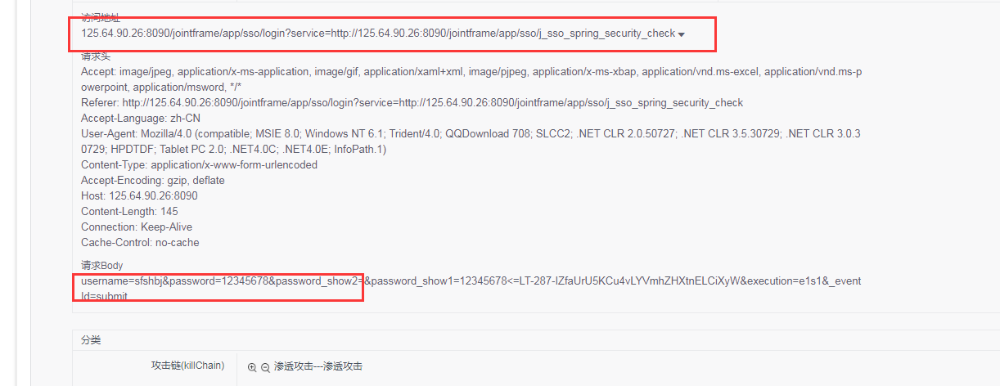 访问地址
125.64.90.26:8090/jointframe/app/sso/login?service=http://125.64.90.26:8090/jointframe/app/sso/j_sso_spring_security_check
请求头
Accept: image/jpeg, application/x-ms-application, image/gif, application/xaml+xml, image/pjpeg, application/x-ms-xbap, application/vnd.ms-excel, application/vnd.ms-p
owerpoint, application/msword, */*
Referer: http://125.64.90.26:8090/jointframe/app/sso/login?service=http://125.64.90.26:8090/jointframe/app/sso/j_sso_spring_security_check
Accept-Language: zh-CN
User-Agent: Mozilla/4.0 (compatible; MSIE 8.0; Windows NT 6.1; Trident/4.0; QQDownload 708; SLCC2; .NET CLR 2.0.50727; .NET CLR 3.5.30729; .NET CLR 3.0.3
0729; HPDTDF; Tablet PC 2.0; .NET4.0C; .NET4.0E; InfoPath.1)
Content-Type: application/x-www-form-urlencoded
Accept-Encoding: gzip, deflate
Host: 125.64.90.26:8090
Content-Length: 145
Connection: Keep-Alive
Cache-Control: no-cache
请求Body
username=sfshbj&password=12345678&password_show2=&password_show1=12345678<=LT-287-IZfaUrU5KCu4vLYVmhZHXtnELCiXyW&execution=e1s1&_event
Id=submit
分类
攻击链(killChain) 渗透攻击---渗透攻击